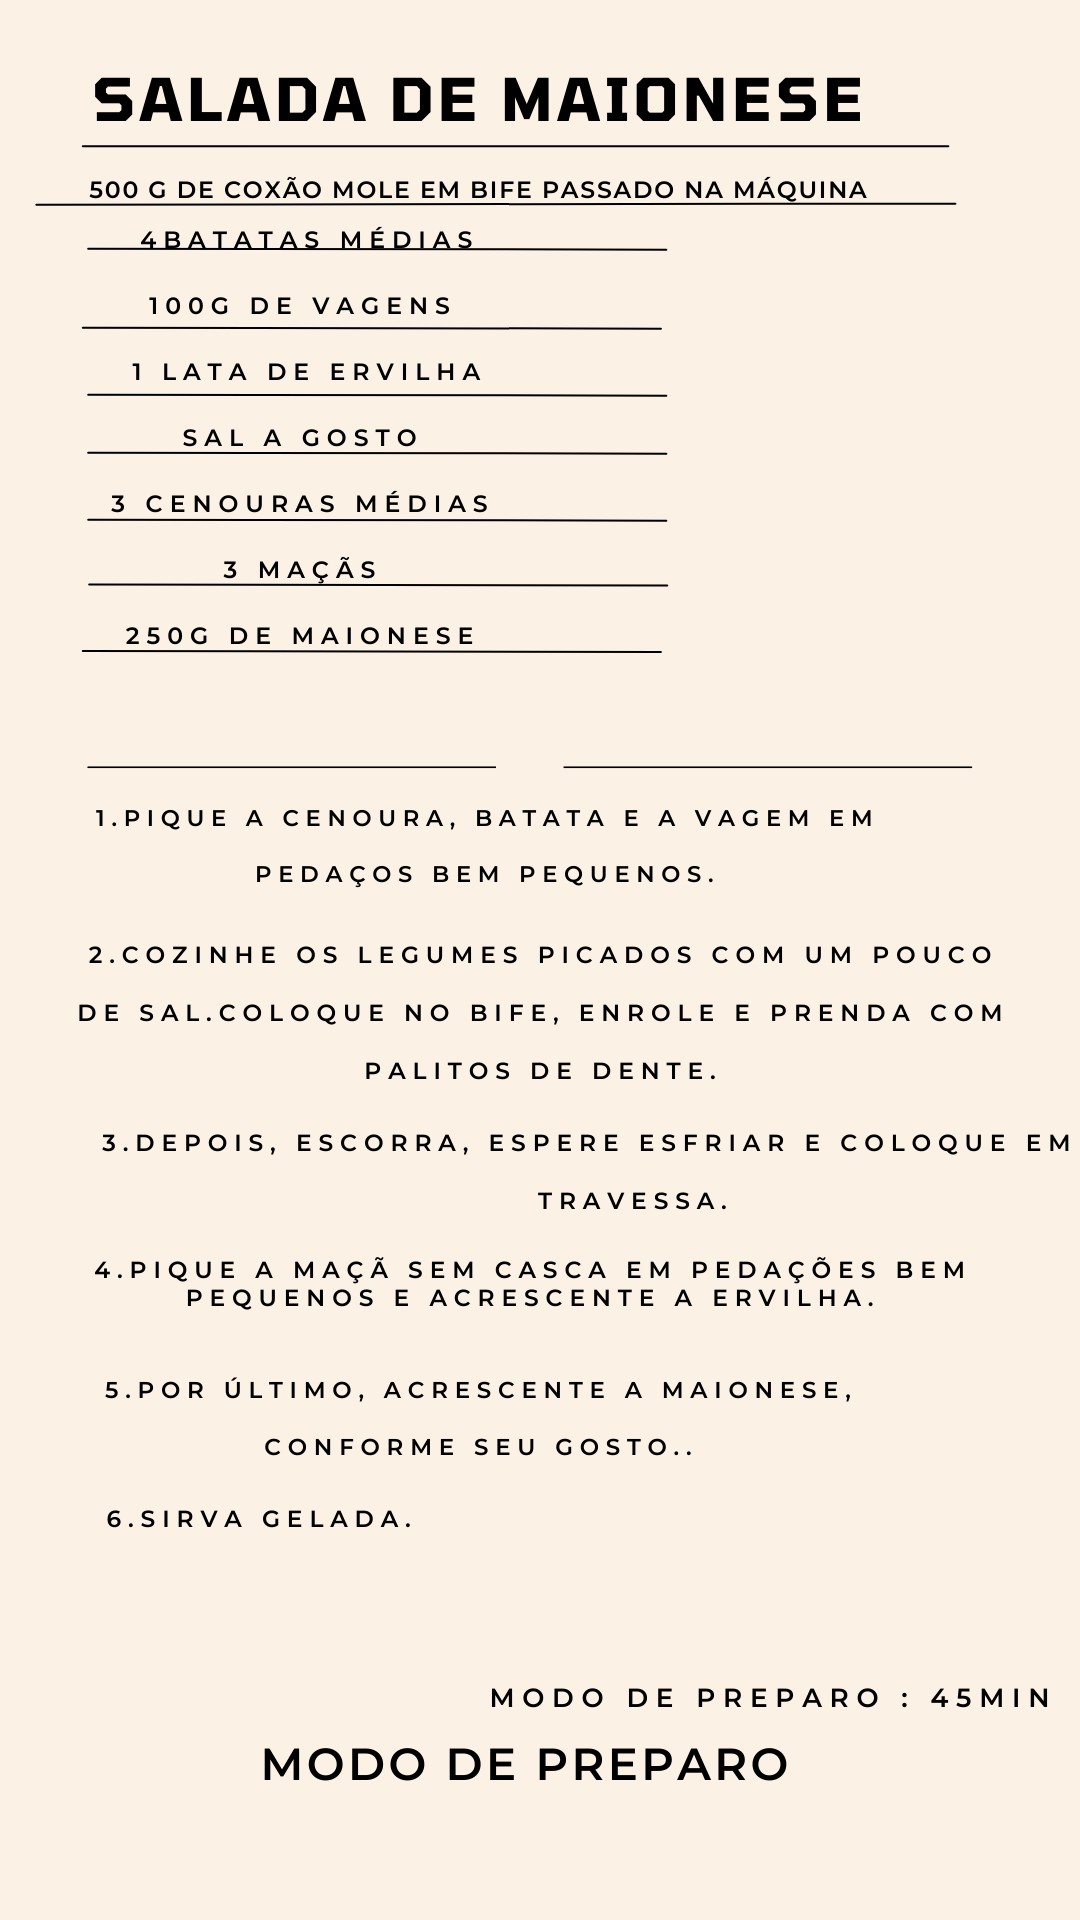 SALADA DE MAIONESE
500 G DE COXÃO MOLE EM BIFE PASSADO NA MÁQUINA
4BATATAS MÉDIAS
100G DE VAGENS
1 LATA DE ERVILHA
SAL A GOSTO
3 CENOURAS MÉDIAS
3 MAÇÃS
250G DE MAIONESE
1.PIQUE A CENOURA, BATATA E A VAGEM EM
PEDAÇOS BEM PEQUENOS.
2.COZINHE OS LEGUMES PICADOS COM UM POUCO
DE SAL.COLOQUE NO BIFE, ENROLE E PRENDA COM
PALITOS DE DENTE.
3.DEPOIS, ESCORRA, ESPERE ESFRIAR E COLOQUE EM
TRAVESSA.
4.PIQUE A MAÇÃ SEM CASCA EM PEDAÇÕES BEM
PEQUENOS E ACRESCENTE A ERVILHA.
5.POR ÚLTIMO, ACRESCENTE A MAIONESE,
CONFORME SEU GOSTO..
6.SIRVA GELADA.
MODO DE PREPARO : 45MIN
MODO DE PREPARO